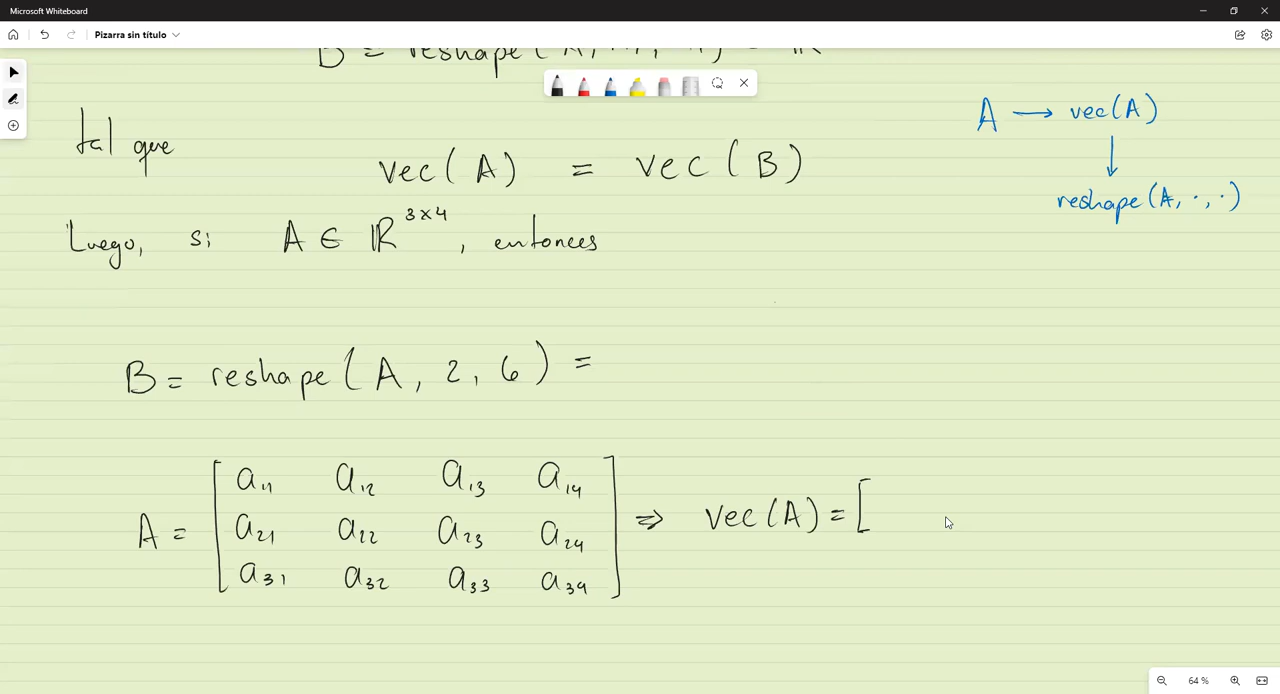 Microsoft Whiteboard
Pizarra sin título
B = reshape(A,
tal que
vec(A) = vec(B)
A → vec(A)
↓
reshape(A, ·, ·)
Luego, si A ∈ ℝ^{3×4}, entonces
B = reshape(A, 2, 6) =
A = [ a₁₁ a₁₂ a₁₃ a₁₄
a₂₁ a₂₂ a₂₃ a₂₄
a₃₁ a₃₂ a₃₃ a₃₄ ] ⇒ vec(A) = [
64 %